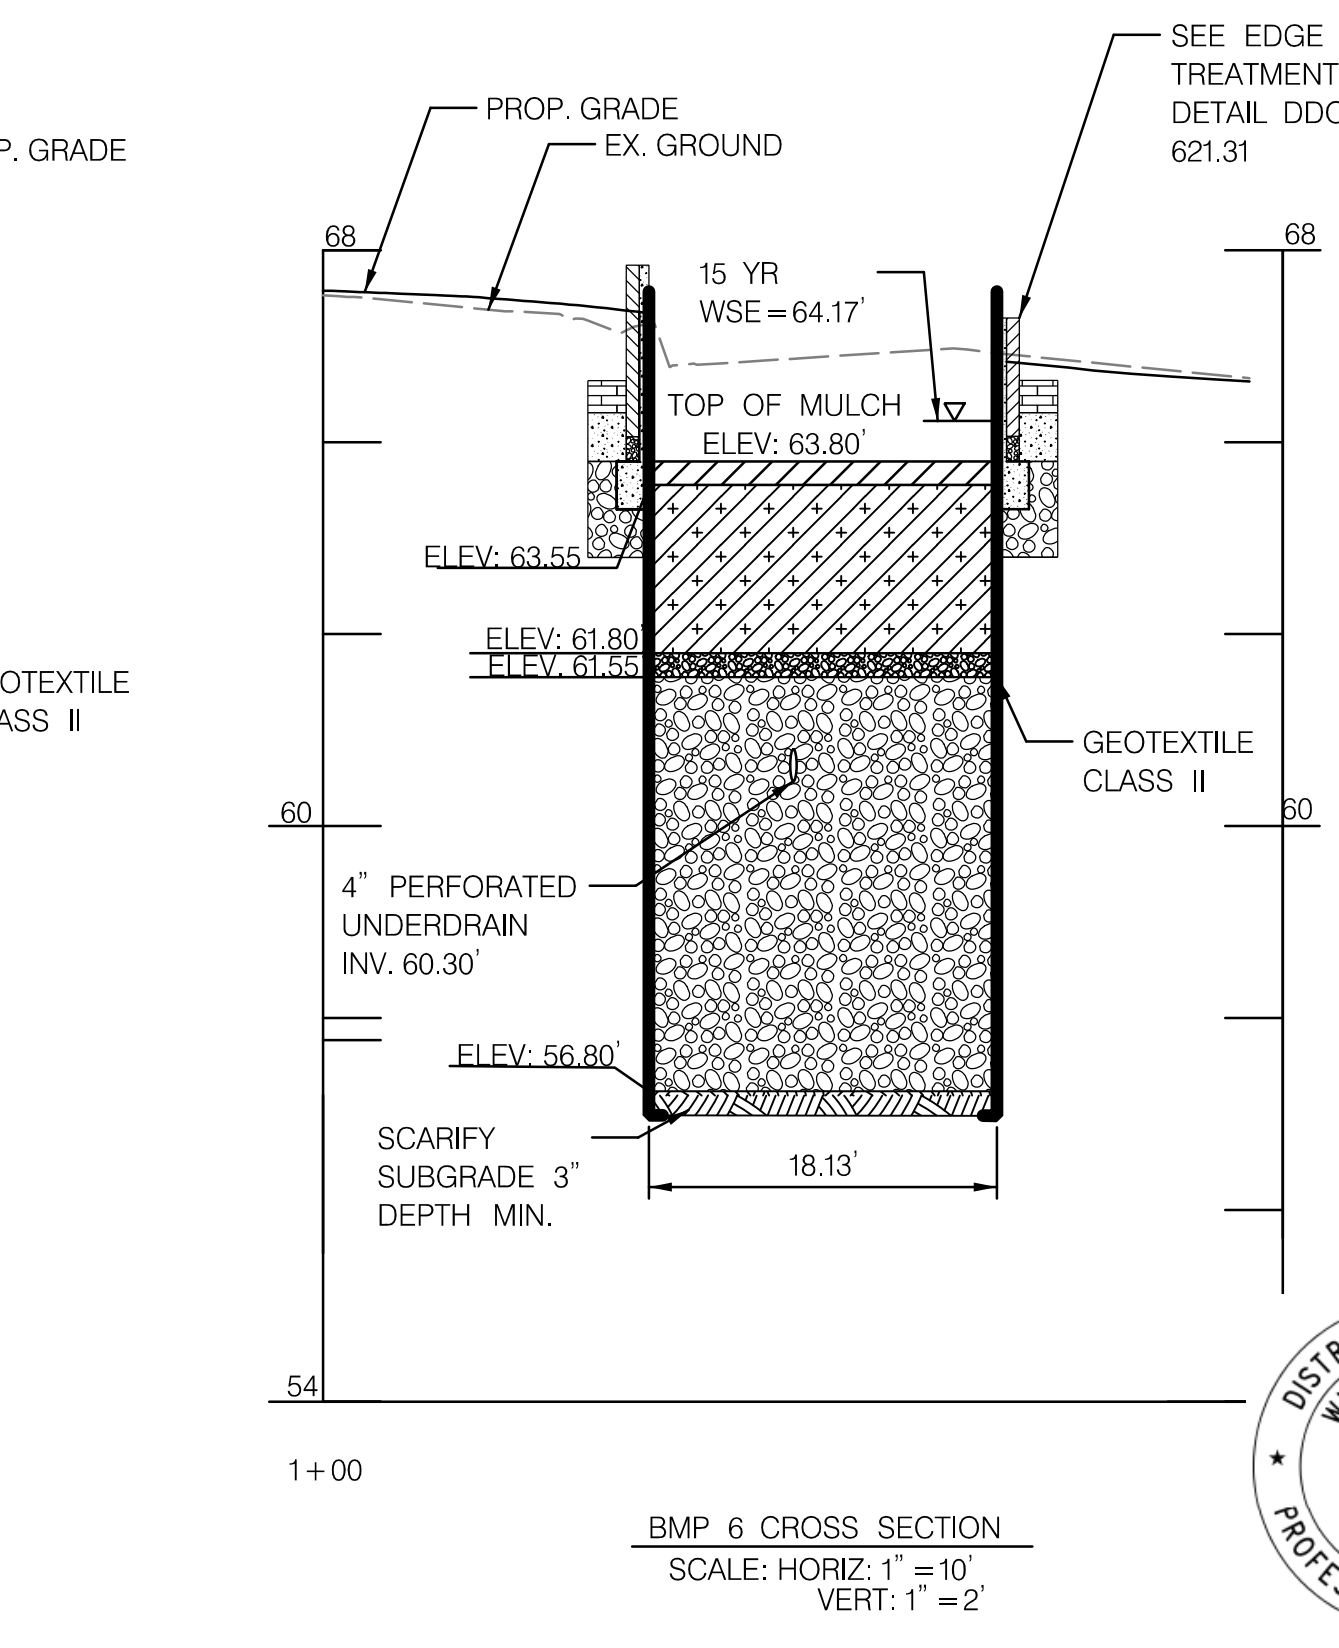 SEE EDGE
TREATMENT
DETAIL
621.31
PROP. GRADE
EX. GROUND
GRADE
68
68
15 YR
WSE = 64.17'
TOP OF MULCH
ELEV: 63.80'
ELEV: 63.55
ELEV: 61.80'
ELEV: 61.55
CLASS II
GEOTEXTILE
CLASS II
60
60
4" PERFORATED
UNDERDRAIN
INV. 60.30'
ELEV: 56.80'
SCARIFY
SUBGRADE 3"
DEPTH MIN.
18.13'
54
1+00
BMP 6 CROSS SECTION
SCALE: HORIZ: 1" = 10'
VERT: 1" = 2'